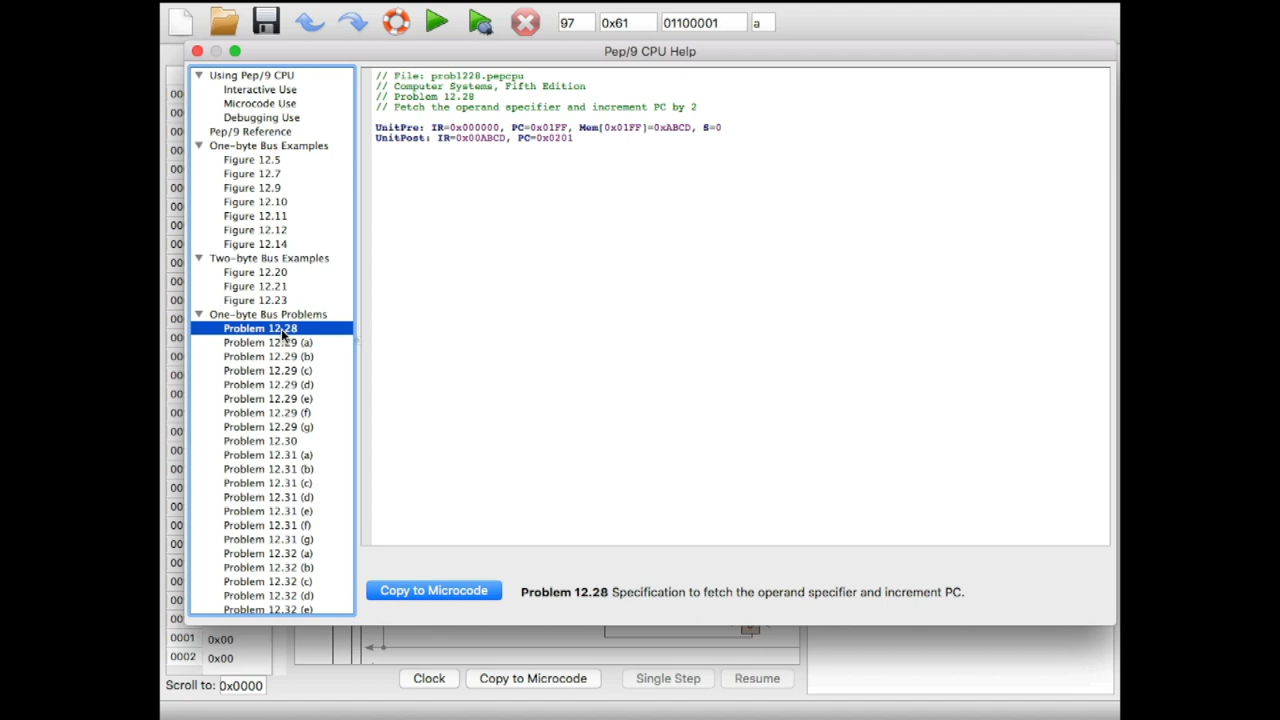 97 0x61 01100001 a
Pep/9 CPU Help
Using Pep/9 CPU
Interactive Use
Microcode Use
Debugging Use
Pep/9 Reference
One-byte Bus Examples
Figure 12.5
Figure 12.7
Figure 12.9
Figure 12.10
Figure 12.11
Figure 12.12
Figure 12.14
Two-byte Bus Examples
Figure 12.20
Figure 12.21
Figure 12.23
One-byte Bus Problems
Problem 12.28
Problem 12.29 (a)
Problem 12.29 (b)
Problem 12.29 (c)
Problem 12.29 (d)
Problem 12.29 (e)
Problem 12.29 (f)
Problem 12.29 (g)
Problem 12.30
Problem 12.31 (a)
Problem 12.31 (b)
Problem 12.31 (c)
Problem 12.31 (d)
Problem 12.31 (e)
Problem 12.31 (f)
Problem 12.31 (g)
Problem 12.32 (a)
Problem 12.32 (b)
Problem 12.32 (c)
Problem 12.32 (d)
Problem 12.32 (e)
// File: prob1228.pepcpu
// Computer Systems, Fifth Edition
// Problem 12.28
// Fetch the operand specifier and increment PC by 2
UnitPre: IR=0x000000, PC=0x01FF, Mem[0x01FF]=0xABCD, S=0
UnitPost: IR=0x00ABCD, PC=0x0201
Copy to Microcode
Problem 12.28 Specification to fetch the operand specifier and increment PC.
0001 0x00
0002 0x00
Scroll to: 0x0000
Clock Copy to Microcode Single Step Resume